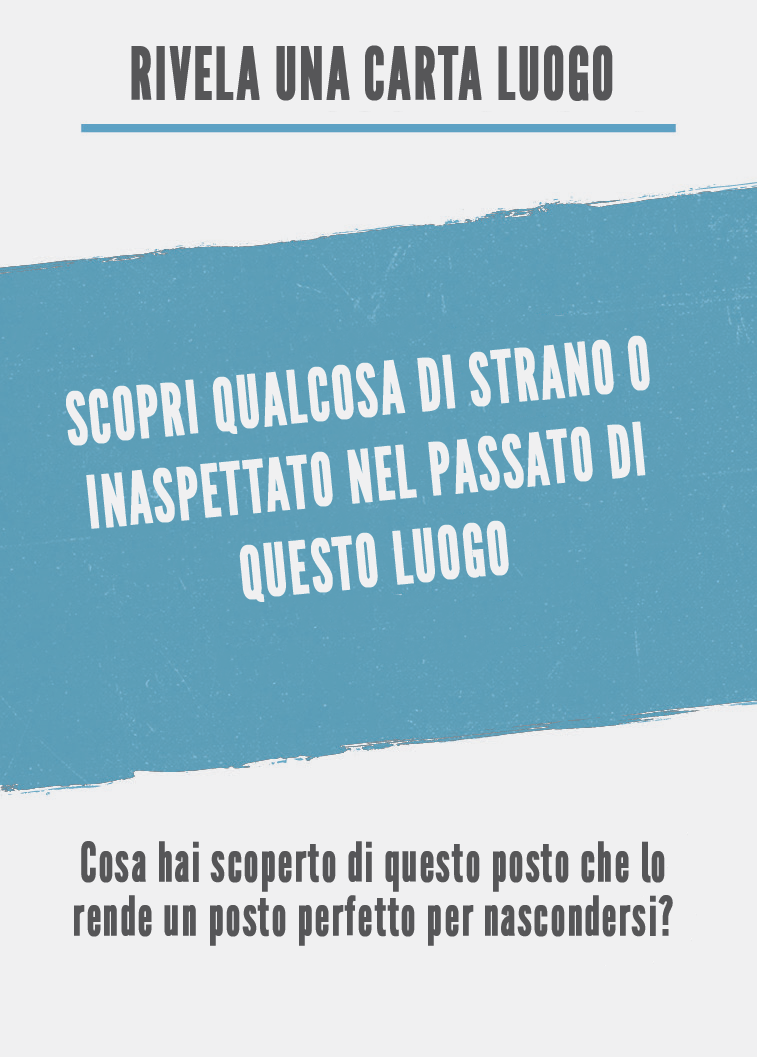 RIVELA UNA CARTA LUOGO
SCOPRI QUALCOSA DI STRANO O
INASPETTATO NEL PASSATO DI
QUESTO LUOGO
Cosa hai scoperto di questo posto che lo
rende un posto perfetto per nascondersi?